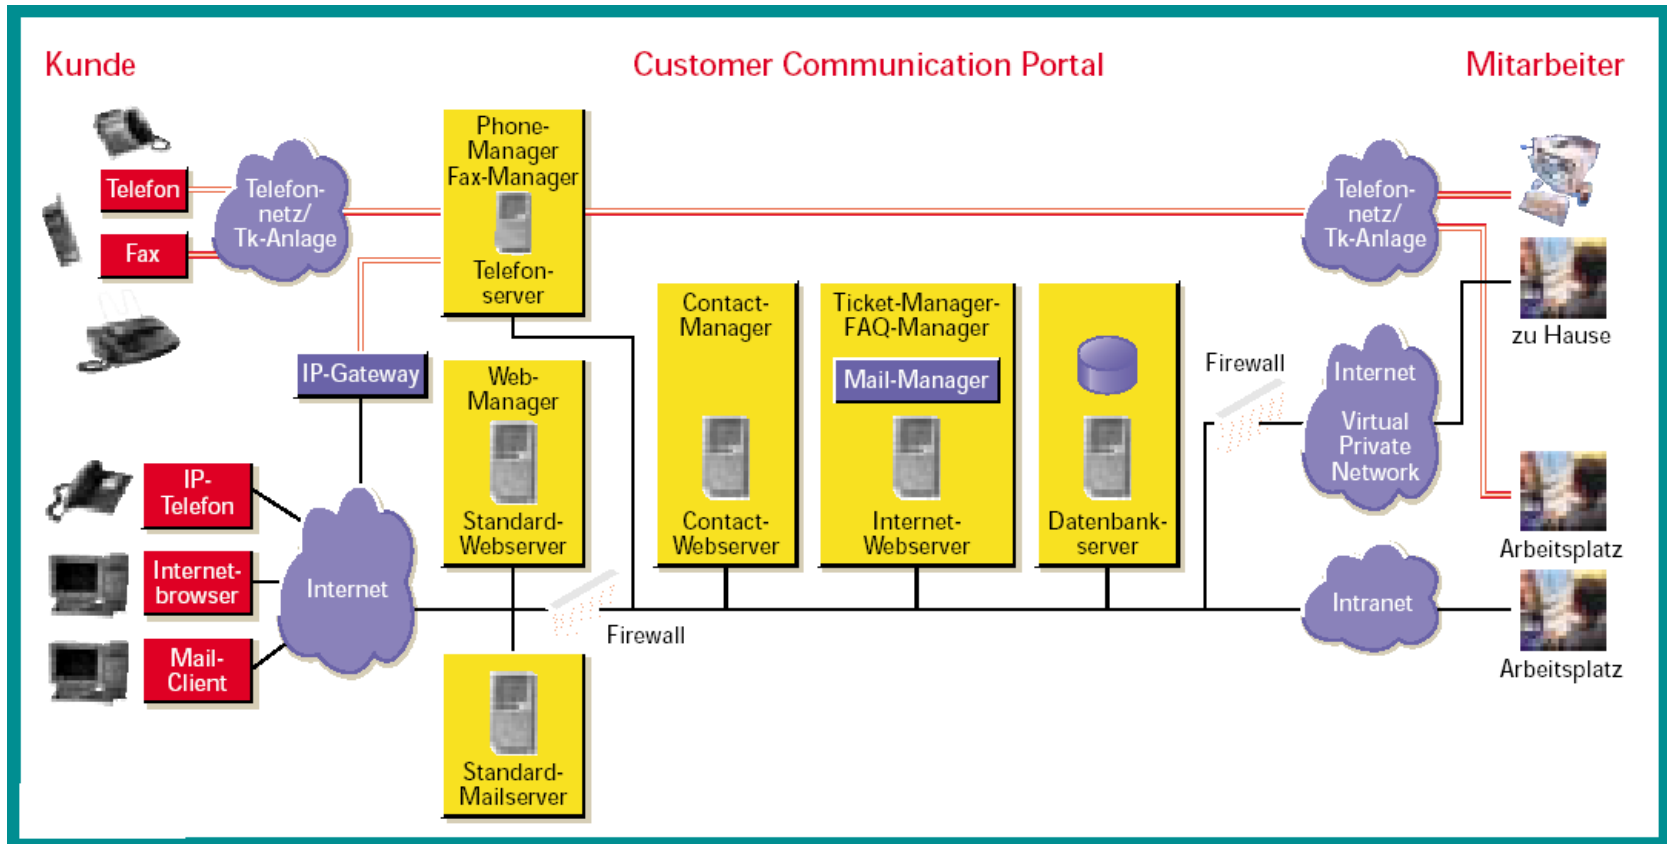 Kunde
Customer Communication Portal
Mitarbeiter
Telefon
Fax
Telefon-
netz/
Tk-Anlage
Phone-
Manager
Fax-Manager
Telefon-
server
Telefon-
netz/
Tk-Anlage
zu Hause
IP-Gateway
Web-
Manager
Standard-
Webserver
Contact-
Manager
Contact-
Webserver
Ticket-Manager-
FAQ-Manager
Mail-Manager
Internet-
Webserver
Datenbank-
server
Firewall
Internet
Virtual
Private
Network
Arbeitsplatz
IP-
Telefon
Internet-
browser
Mail-
Client
Internet
Firewall
Intranet
Arbeitsplatz
Standard-
Mailserver